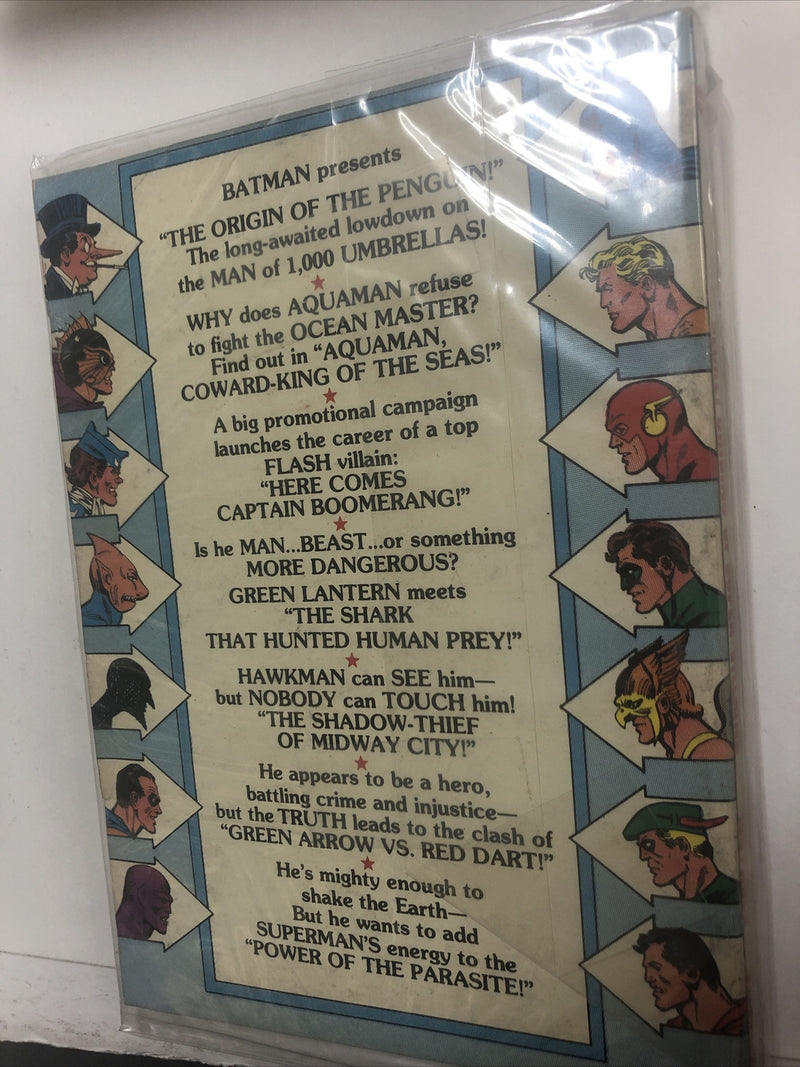 BATMAN presents
“THE ORIGIN OF THE PENGUIN!”
The long-awaited lowdown on
the MAN of 1,000 UMBRELLAS!
WHY does AQUAMAN refuse
to fight the OCEAN MASTER?
Find out in “AQUAMAN,
COWARD-KING OF THE SEAS!”
A big promotional campaign
launches the career of a top
FLASH villain:
“HERE COMES
CAPTAIN BOOMERANG!”
Is he MAN...BEAST...or something
MORE DANGEROUS?
GREEN LANTERN meets
“THE SHARK
THAT HUNTED HUMAN PREY!”
HAWKMAN can SEE him—
but NOBODY can TOUCH him!
“THE SHADOW-THIEF
OF MIDWAY CITY!”
He appears to be a hero,
battling crime and injustice—
but the TRUTH leads to the clash of
“GREEN ARROW VS. RED DART!”
He’s mighty enough to
shake the Earth—
But he wants to add
SUPERMAN’S energy to the
“POWER OF THE PARASITE!”